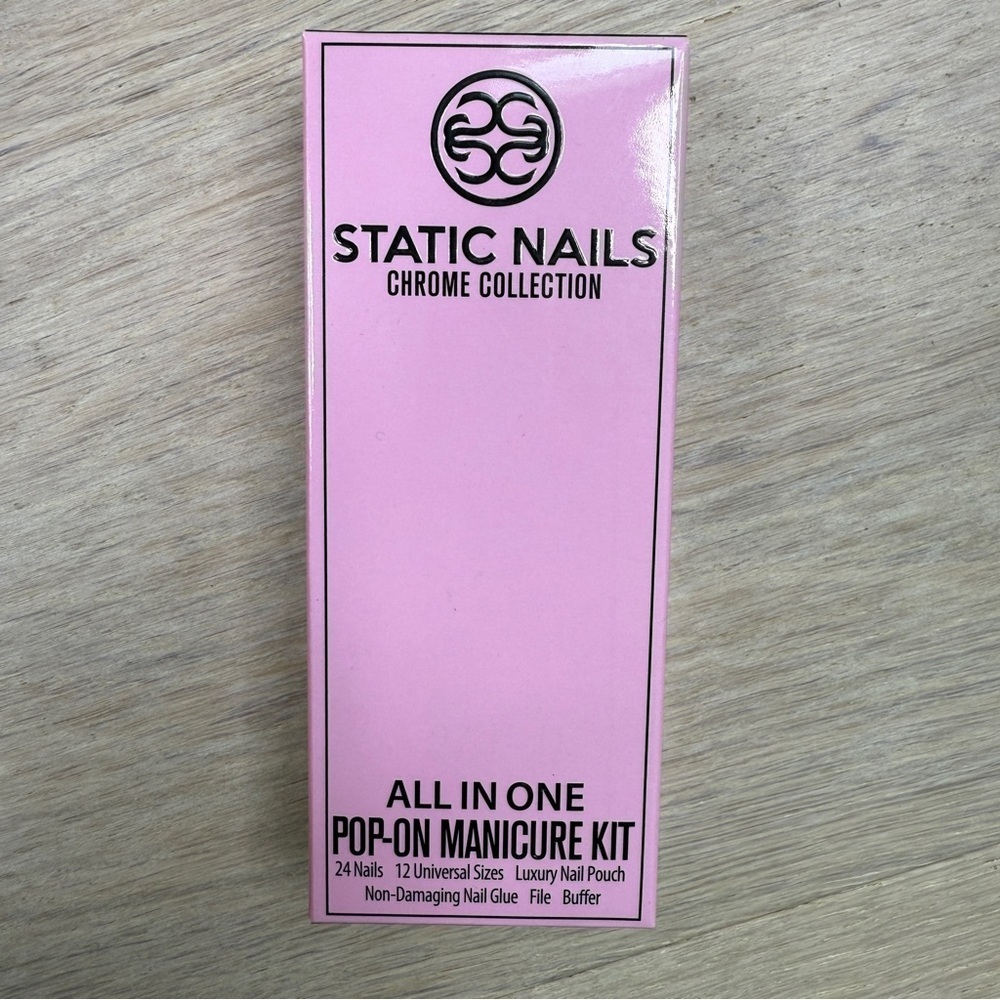 STATIC NAILS
CHROME COLLECTION
ALL IN ONE
POP-ON MANICURE KIT
24 Nails 12 Universal Sizes Luxury Nail Pouch
Non-Damaging Nail Glue File Buffer